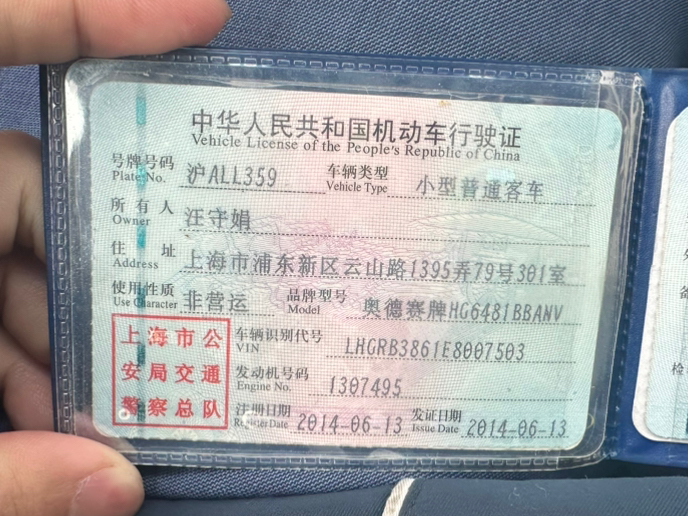 中华人民共和国机动车行驶证
Vehicle License of the People's Republic of China
号牌号码 沪ALL359 车辆类型 小型普通客车
Plate No. Vehicle Type
所有人 汪守娟
Owner
住址 上海市浦东新区云山路1395弄79号301室
Address
使用性质 非营运 品牌型号 奥德赛牌HG6481BBANV
Use Character Model
上海市公 车辆识别代号 LHGRB3861E8007503
VIN
安局交通 发动机号码 1307495
Engine No.
警察总队 注册日期 2014-06-13 发证日期 2014-06-13
Register Date Issue Date
检